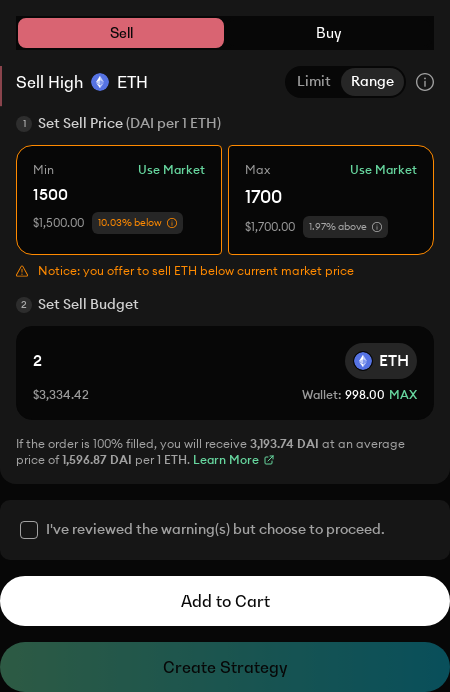 Sell Buy
Sell High ETH Limit Range
1 Set Sell Price (DAI per 1 ETH)
Min Use Market Max Use Market
1500 1700
$1,500.00 10.03% below $1,700.00 1.97% above
Notice: you offer to sell ETH below current market price
2 Set Sell Budget
2 ETH
$3,334.42 Wallet: 998.00 MAX
If the order is 100% filled, you will receive 3,193.74 DAI at an average
price of 1,596.87 DAI per 1 ETH. Learn More
I've reviewed the warning(s) but choose to proceed.
Add to Cart
Create Strategy